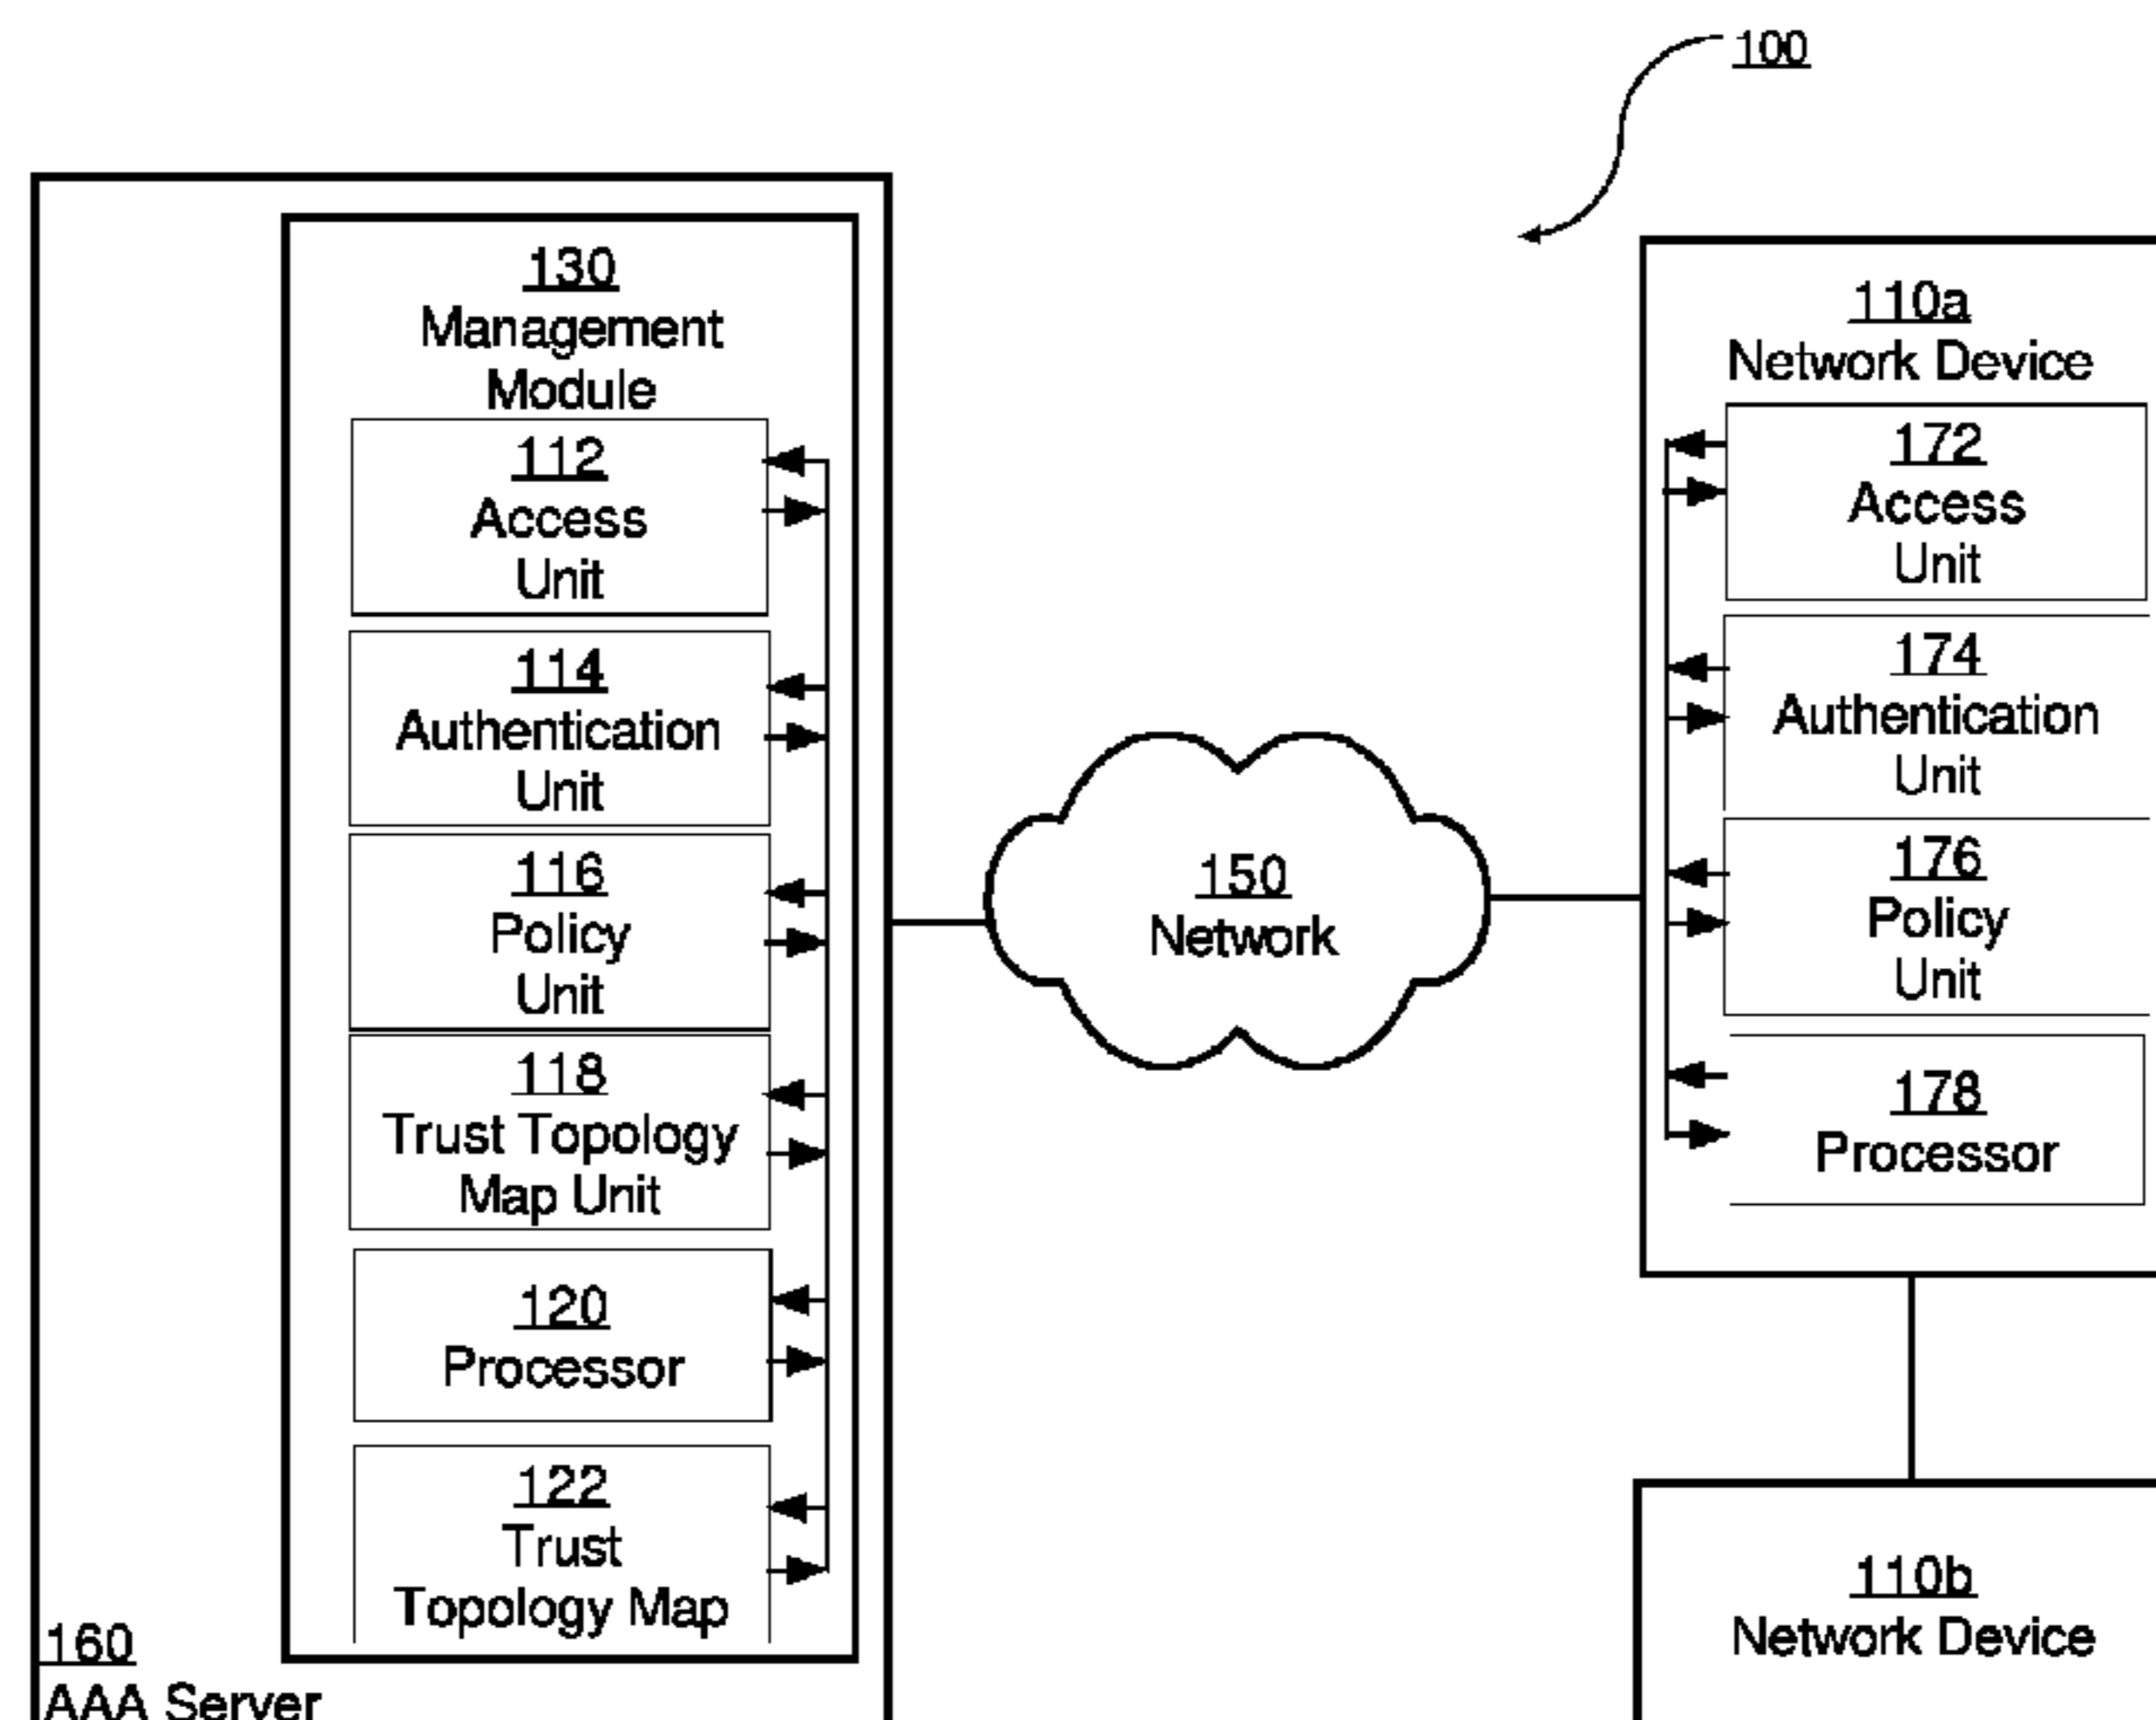 100
130
Management
Module
112
Access
Unit
114
Authentication
Unit
116
Policy
Unit
118
Trust Topology
Map Unit
120
Processor
122
Trust
Topology Map
160
AAA Server
150
Network
110a
Network Device
172
Access
Unit
174
Authentication
Unit
176
Policy
Unit
178
Processor
110b
Network Device